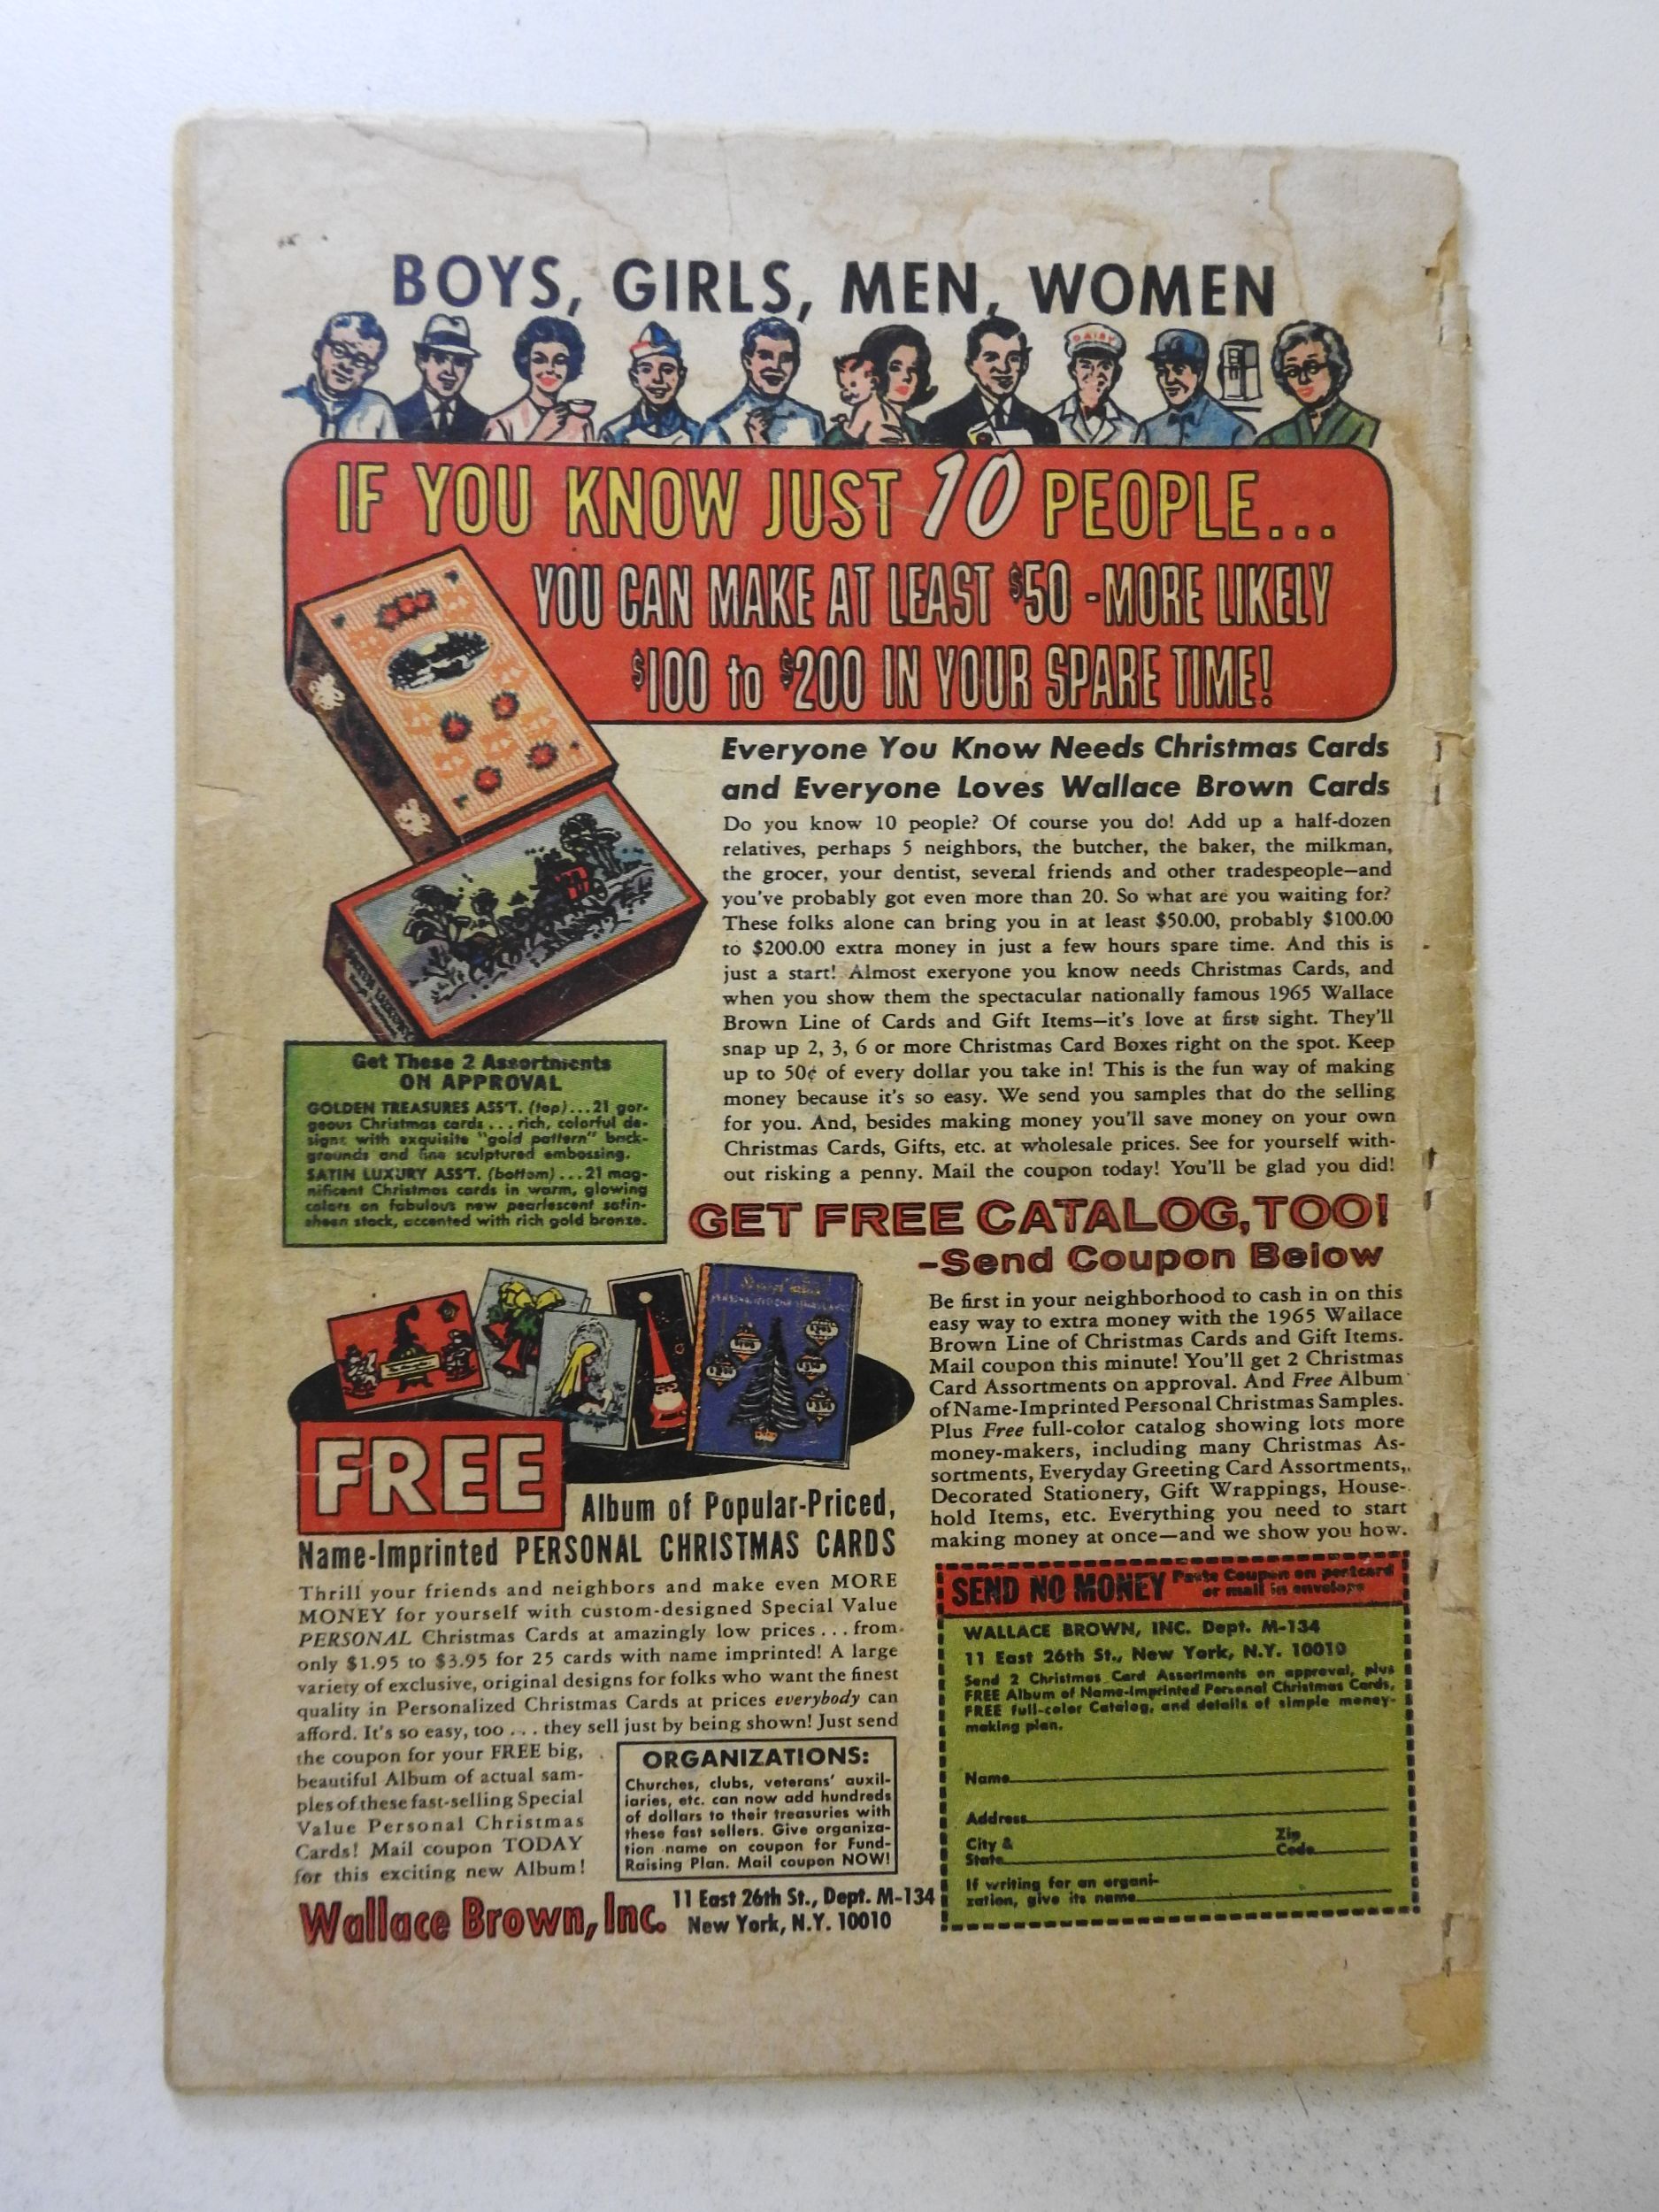 BOYS, GIRLS, MEN, WOMEN
DAIRY
IF YOU KNOW JUST 10 PEOPLE...
YOU CAN MAKE AT LEAST $50 - MORE LIKELY
$100 to $200 IN YOUR SPARE TIME!
Everyone You Know Needs Christmas Cards
and Everyone Loves Wallace Brown Cards
Do you know 10 people? Of course you do! Add up a half-dozen
relatives, perhaps 5 neighbors, the butcher, the baker, the milkman,
the grocer, your dentist, several friends and other tradespeople—and
you've probably got even more than 20. So what are you waiting for?
These folks alone can bring you in at least $50.00, probably $100.00
to $200.00 extra money in just a few hours spare time. And this is
just a start! Almost exeryone you know needs Christmas Cards, and
when you show them the spectacular nationally famous 1965 Wallace
Brown Line of Cards and Gift Items—it's love at first sight. They'll
snap up 2, 3, 6 or more Christmas Card Boxes right on the spot. Keep
up to 50¢ of every dollar you take in! This is the fun way of making
money because it's so easy. We send you samples that do the selling
for you. And, besides making money you'll save money on your own
Christmas Cards, Gifts, etc. at wholesale prices. See for yourself with-
out risking a penny. Mail the coupon today! You'll be glad you did!
Get These 2 Assortments
ON APPROVAL
GOLDEN TREASURES ASS'T. (top)...21 gor-
geous Christmas cards... rich, colorful de-
signs with exquisite "gold pattern" back-
grounds and fine sculptured embossing.
SATIN LUXURY ASS'T. (bottom)...21 mag-
nificent Christmas cards in warm, glowing
colors on fabulous new pearlescent satin-
sheen stock, accented with rich gold bronze.
GET FREE CATALOG, TOO!
-Send Coupon Below
Be first in your neighborhood to cash in on this
easy way to extra money with the 1965 Wallace
Brown Line of Christmas Cards and Gift Items.
Mail coupon this minute! You'll get 2 Christmas
Card Assortments on approval. And Free Album
of Name-Imprinted Personal Christmas Samples.
Plus Free full-color catalog showing lots more
money-makers, including many Christmas As-
sortments, Everyday Greeting Card Assortments,
Decorated Stationery, Gift Wrappings, House-
hold Items, etc. Everything you need to start
making money at once—and we show you how.
FREE
Album of Popular-Priced,
Name-Imprinted PERSONAL CHRISTMAS CARDS
Thrill your friends and neighbors and make even MORE
MONEY for yourself with custom-designed Special Value
PERSONAL Christmas Cards at amazingly low prices... from
only $1.95 to $3.95 for 25 cards with name imprinted! A large
variety of exclusive, original designs for folks who want the finest
quality in Personalized Christmas Cards at prices everybody can
afford. It's so easy, too ... they sell just by being shown! Just send
the coupon for your FREE big,
beautiful Album of actual sam-
ples of these fast-selling Special
Value Personal Christmas
Cards! Mail coupon TODAY
for this exciting new Album!
ORGANIZATIONS:
Churches, clubs, veterans' auxil-
iaries, etc. can now add hundreds
of dollars to their treasuries with
these fast sellers. Give organiza-
tion name on coupon for Fund-
Raising Plan. Mail coupon NOW!
Wallace Brown, Inc. 11 East 26th St., Dept. M-134
New York, N.Y. 10010
SEND NO MONEY Paste Coupon on postcard
or mail in envelope
WALLACE BROWN, INC. Dept. M-134
11 East 26th St., New York, N.Y. 10010
Send 2 Christmas Card Assortments on approval, plus
FREE Album of Name-Imprinted Personal Christmas Cards,
FREE full-color Catalog, and details of simple money-
making plan.
Name
Address
City & State Zip Code
If writing for an organi-
zation, give its name